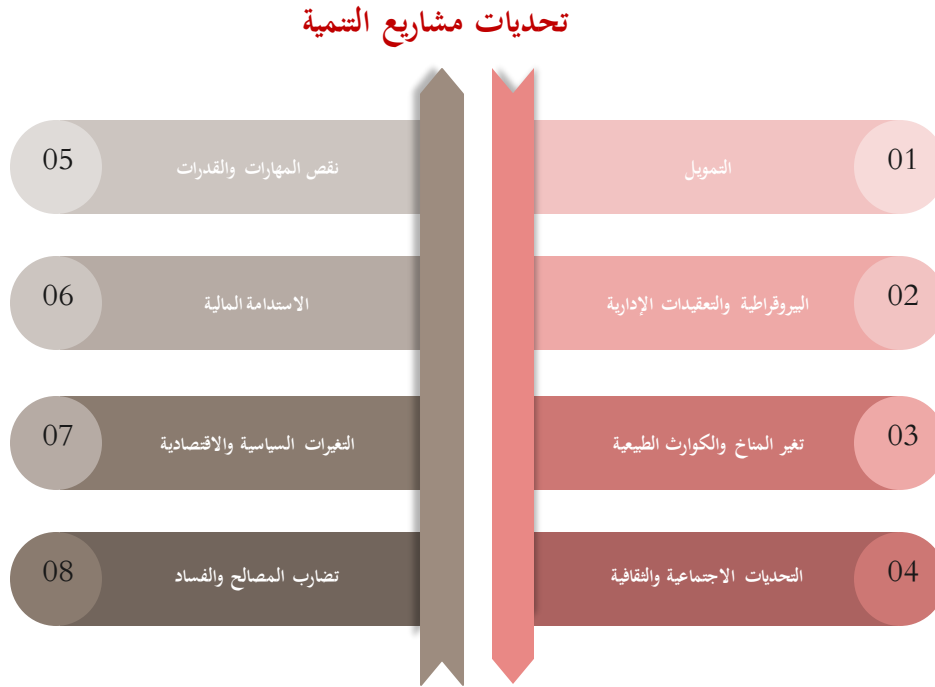 تحديات مشاريع التنمية
01
التمويل
02
البيروقراطية والتعقيدات الإدارية
03
تغير المناخ والكوارث الطبيعية
04
التحديات الاجتماعية والثقافية
05
نقص المهارات والقدرات
06
الاستدامة المالية
07
التغيرات السياسية والاقتصادية
08
تضارب المصالح والفساد